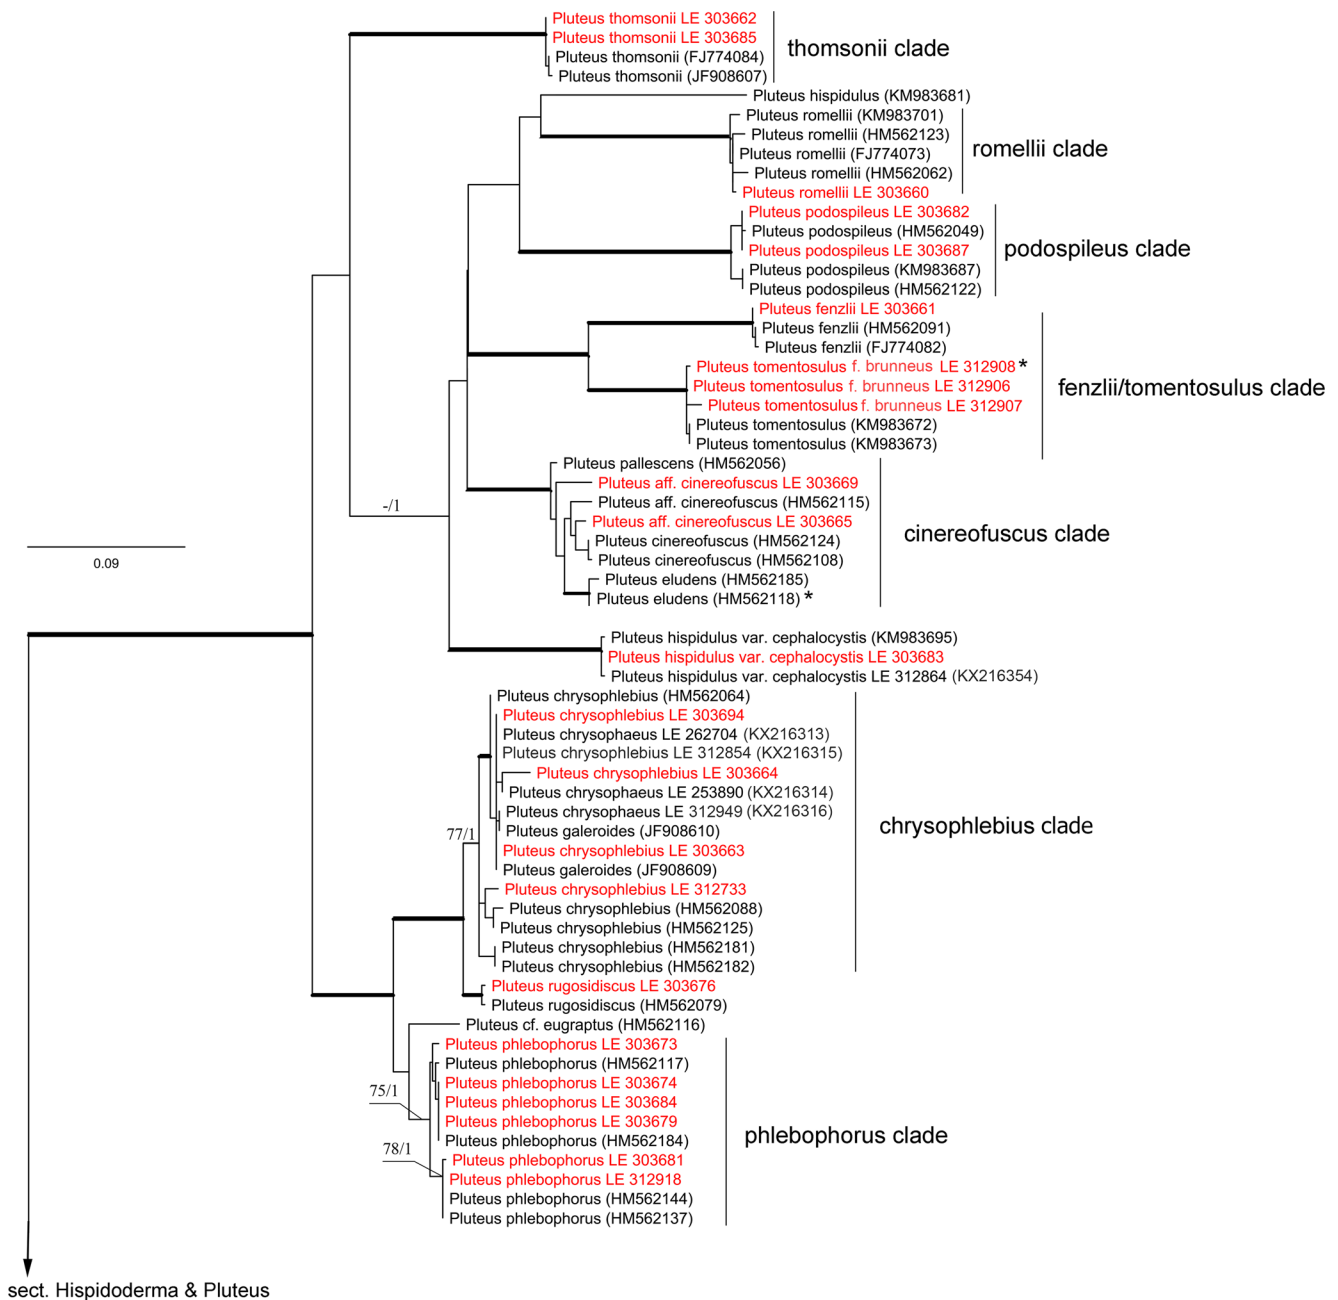 Pluteus thomsonii LE 303662
Pluteus thomsonii LE 303685
Pluteus thomsonii (FJ774084)
Pluteus thomsonii (JF908607)
thomsonii clade
Pluteus hispidulus (KM983681)
Pluteus romellii (KM983701)
Pluteus romellii (HM562123)
Pluteus romellii (FJ774073)
Pluteus romellii (HM562062)
Pluteus romellii LE 303660
romellii clade
Pluteus podospileus LE 303682
Pluteus podospileus (HM562049)
Pluteus podospileus LE 303687
Pluteus podospileus (KM983687)
Pluteus podospileus (HM562122)
podospileus clade
Pluteus fenzlii LE 303661
Pluteus fenzlii (HM562091)
Pluteus fenzlii (FJ774082)
Pluteus tomentosulus f. brunneus LE 312908 *
Pluteus tomentosulus f. brunneus LE 312906
Pluteus tomentosulus f. brunneus LE 312907
Pluteus tomentosulus (KM983672)
Pluteus tomentosulus (KM983673)
fenzlii/tomentosulus clade
Pluteus pallescens (HM562056)
Pluteus aff. cinereofuscus LE 303669
Pluteus aff. cinereofuscus (HM562115)
Pluteus aff. cinereofuscus LE 303665
Pluteus cinereofuscus (HM562124)
Pluteus cinereofuscus (HM562108)
Pluteus eludens (HM562185)
Pluteus eludens (HM562118) *
cinereofuscus clade
-/1
0.09
Pluteus hispidulus var. cephalocystis (KM983695)
Pluteus hispidulus var. cephalocystis LE 303683
Pluteus hispidulus var. cephalocystis LE 312864 (KX216354)
Pluteus chrysophlebius (HM562064)
Pluteus chrysophlebius LE 303694
Pluteus chrysophaeus LE 262704 (KX216313)
Pluteus chrysophlebius LE 312854 (KX216315)
Pluteus chrysophlebius LE 303664
Pluteus chrysophaeus LE 253890 (KX216314)
Pluteus chrysophaeus LE 312949 (KX216316)
Pluteus galeroides (JF908610)
Pluteus chrysophlebius LE 303663
Pluteus galeroides (JF908609)
Pluteus chrysophlebius LE 312733
Pluteus chrysophlebius (HM562088)
Pluteus chrysophlebius (HM562125)
Pluteus chrysophlebius (HM562181)
Pluteus chrysophlebius (HM562182)
chrysophlebius clade
77/1
Pluteus rugosidiscus LE 303676
Pluteus rugosidiscus (HM562079)
Pluteus cf. eugraptus (HM562116)
Pluteus phlebophorus LE 303673
Pluteus phlebophorus (HM562117)
Pluteus phlebophorus LE 303674
Pluteus phlebophorus LE 303684
Pluteus phlebophorus LE 303679
Pluteus phlebophorus (HM562184)
Pluteus phlebophorus LE 303681
Pluteus phlebophorus LE 312918
Pluteus phlebophorus (HM562144)
Pluteus phlebophorus (HM562137)
phlebophorus clade
75/1
78/1
sect. Hispidoderma & Pluteus